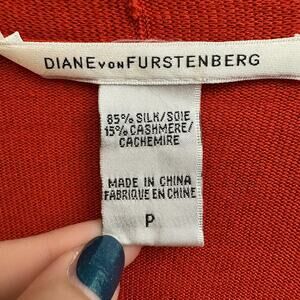 DIANE VON FURSTENBERG
85% SILK/SOIE
15% CASHMERE/
CACHEMIRE
MADE IN CHINA
FABRIQUE EN CHINE
P